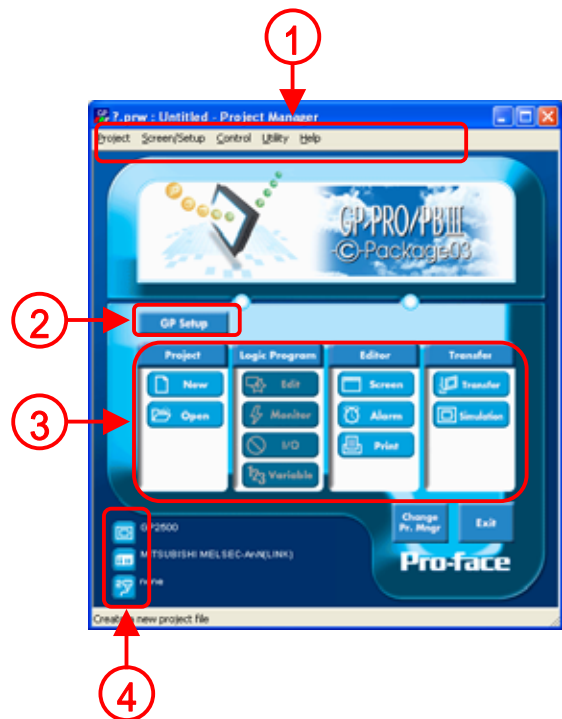 1
?.prw : Untitled - Project Manager
Project Screen/Setup Control Utility Help
GP-PRO/PBIII
-C-Package03
2
GP Setup
Project Logic Program Editor Transfer
New Edit Screen Transfer
3
Open Monitor Alarm Simulation
I/O Print
Variable
Change
Pr. Mngr
Exit
GP2500
MITSUBISHI MELSEC-AnN(LINK)
Pro-face
none
Create a new project file
4